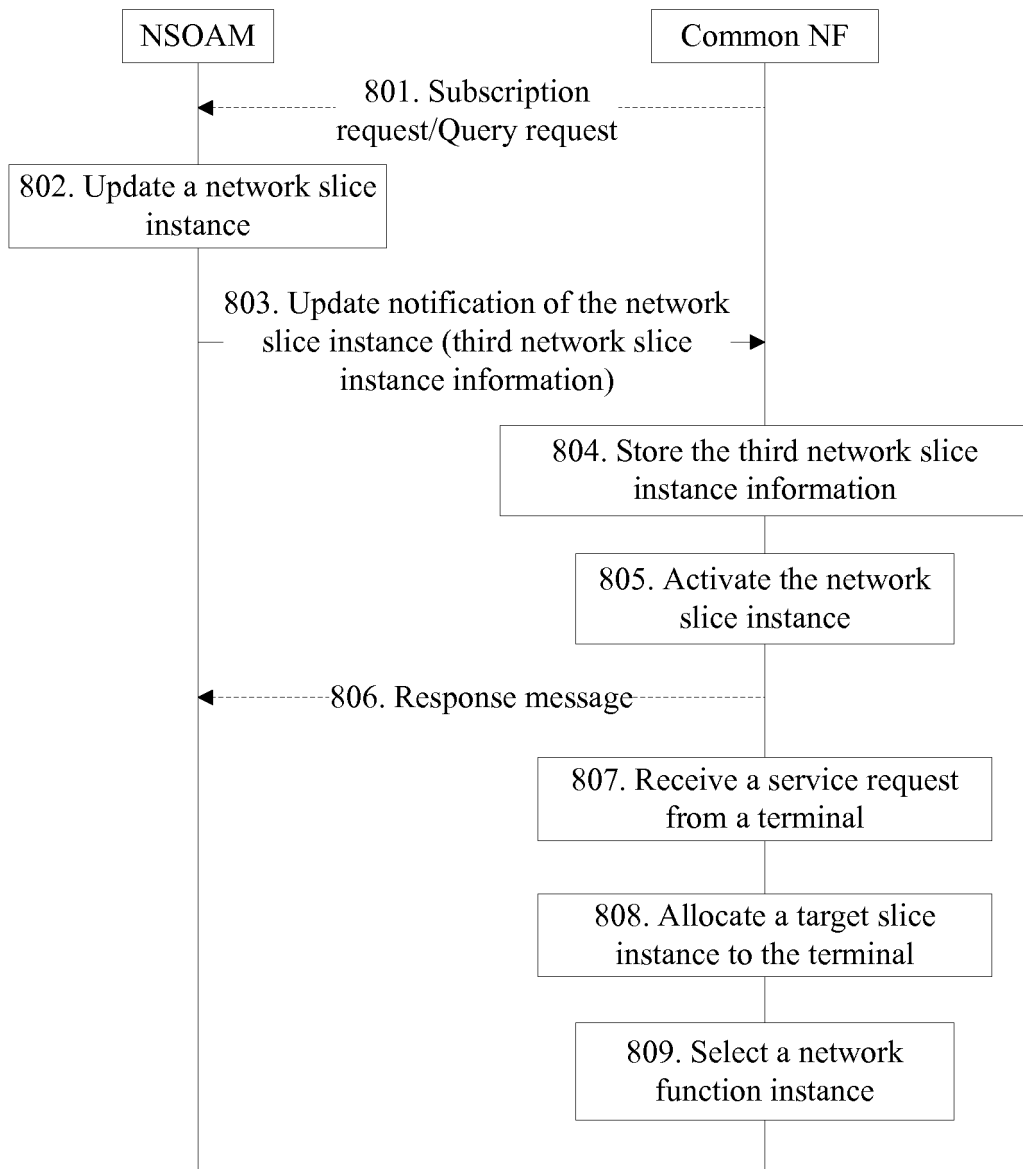 NSOAM
Common NF
801. Subscription
request/Query request
802. Update a network slice
instance
803. Update notification of the network
slice instance (third network slice
instance information)
804. Store the third network slice
instance information
805. Activate the network
slice instance
806. Response message
807. Receive a service request
from a terminal
808. Allocate a target slice
instance to the terminal
809. Select a network
function instance